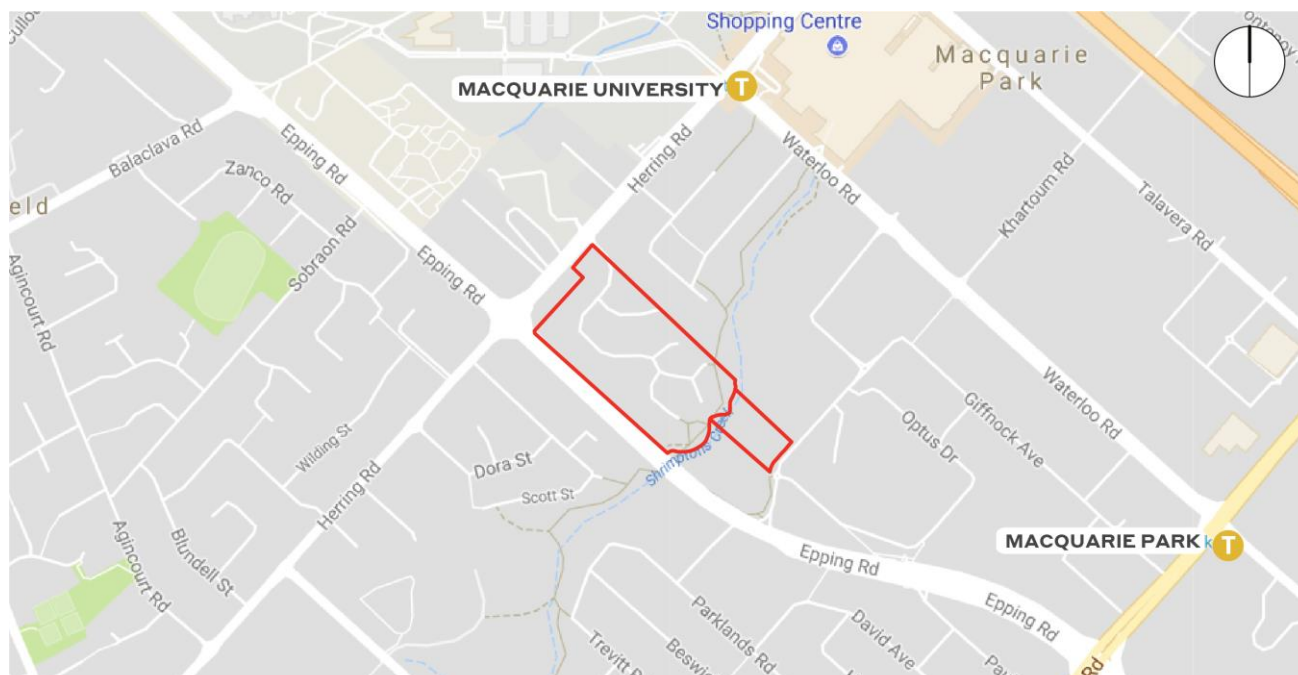 Shopping Centre
Macquarie
Park
MACQUARIE UNIVERSITY
T
Balaclava Rd
Epping Rd
Zanco Rd
Herring Rd
Waterloo Rd
Khartoum Rd
Talavera Rd
eld
Sobraon Rd
Epping Rd
Agincourt Rd
Shrimptons Creek
Waterloo Rd
Giffnock Ave
Optus Dr
Wilding St
Dora St
Scott St
Herring Rd
Agincourt Rd
Blundell St
MACQUARIE PARK
k
T
Epping Rd
Epping Rd
Parklands Rd
David Ave
Trevitt
Rd